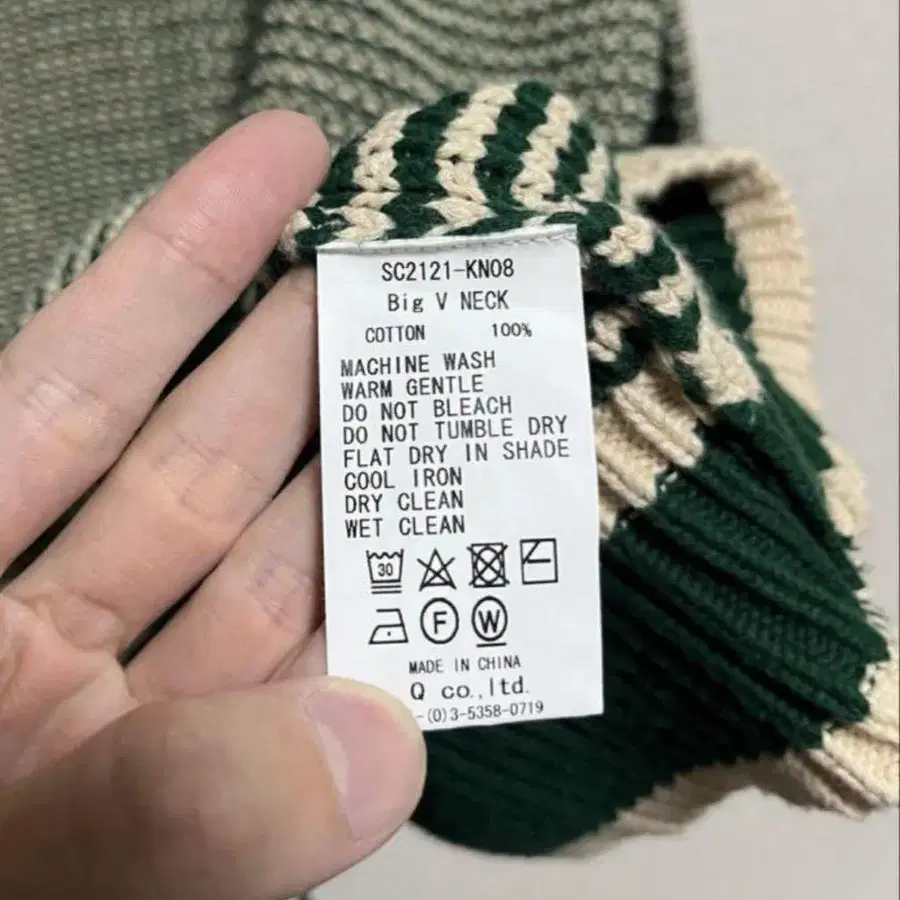 SC2121-KN08
Big V NECK
COTTON 100%
MACHINE WASH
WARM GENTLE
DO NOT BLEACH
DO NOT TUMBLE DRY
FLAT DRY IN SHADE
COOL IRON
DRY CLEAN
WET CLEAN
30
F W
MADE IN CHINA
Q co.,ltd.
-(0)3-5358-0719